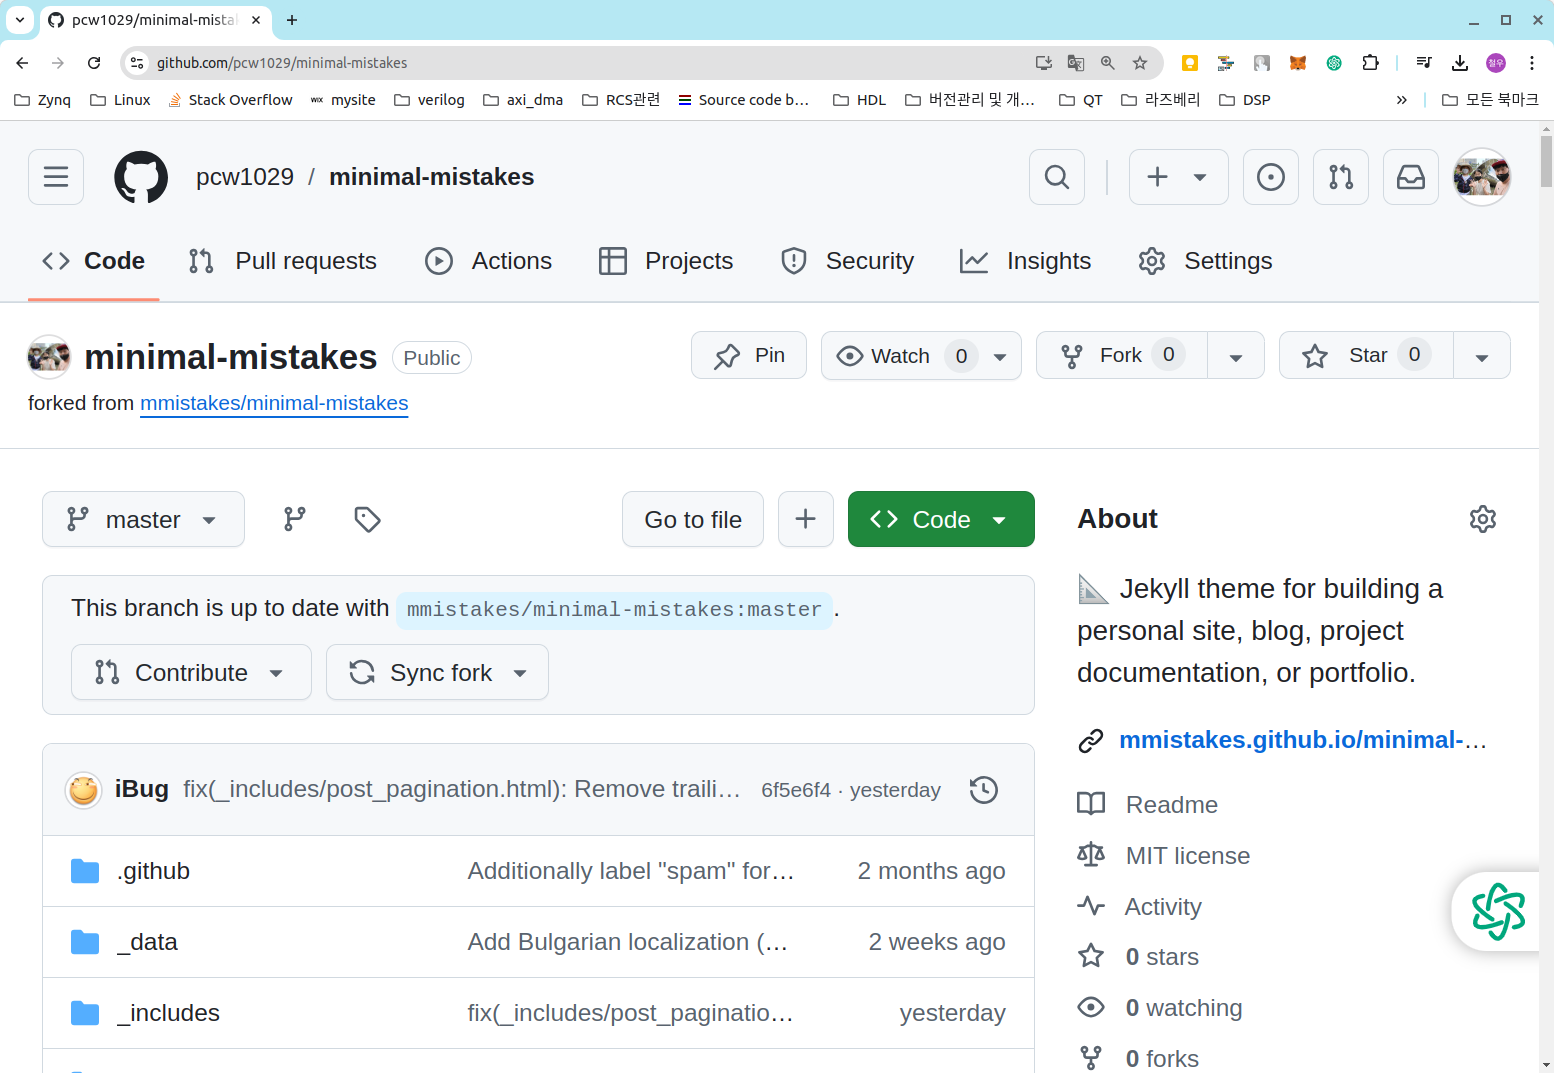 pcw1029/minimal-mista
github.com/pcw1029/minimal-mistakes
철우
Zynq Linux Stack Overflow WIX mysite verilog axi_dma RCS관련 Source code b... HDL 버전관리 및 개... QT 라즈베리 DSP » 모든 북마크
pcw1029 / minimal-mistakes
Code Pull requests Actions Projects Security Insights Settings
minimal-mistakes Public Pin Watch 0 Fork 0 Star 0
forked from mmistakes/minimal-mistakes
master Go to file Code
This branch is up to date with mmistakes/minimal-mistakes:master.
Contribute Sync fork
iBug fix(_includes/post_pagination.html): Remove traili... 6f5e6f4 · yesterday
.github Additionally label "spam" for... 2 months ago
_data Add Bulgarian localization (... 2 weeks ago
_includes fix(_includes/post_paginatio... yesterday
About
Jekyll theme for building a
personal site, blog, project
documentation, or portfolio.
mmistakes.github.io/minimal-...
Readme
MIT license
Activity
0 stars
0 watching
0 forks